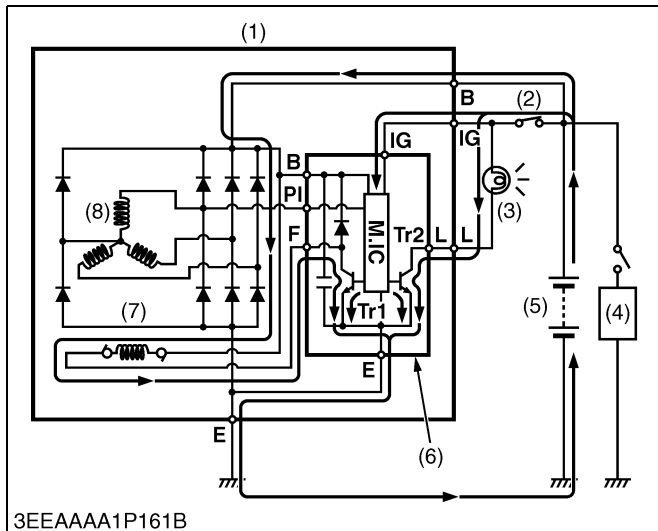 (1)
B
(2)
IG
IG
B
PI
(8)
F
M.IC
Tr2
L
L
(3)
Tr1
(7)
(5)
(4)
E
E
(6)
3EEAAAA1P161B